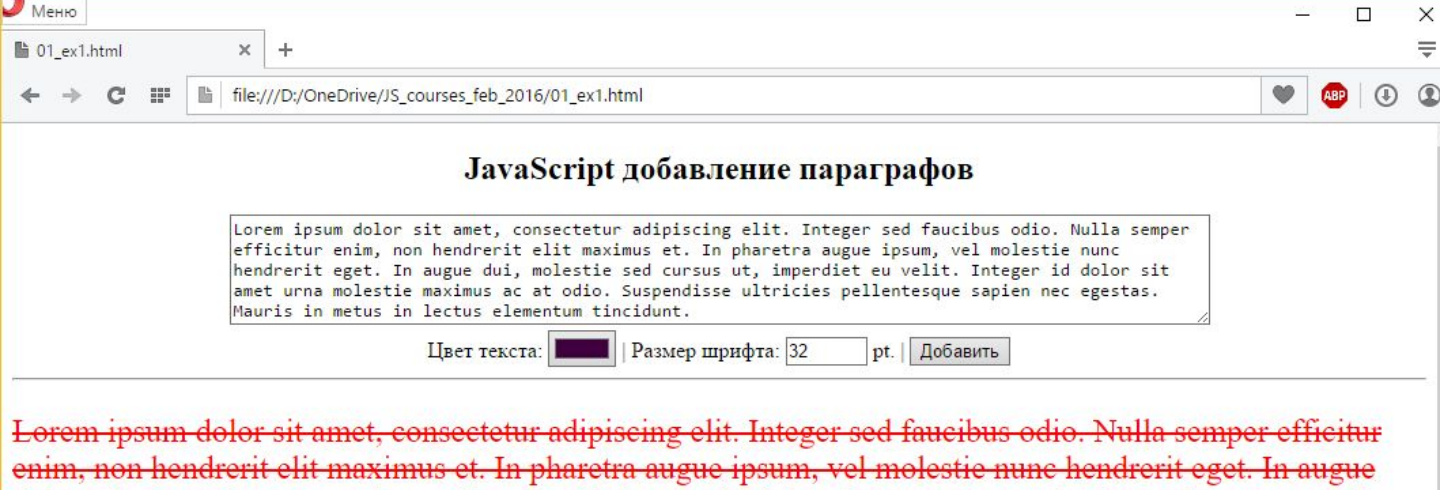 Меню
01_ex1.html
file:///D:/OneDrive/JS_courses_feb_2016/01_ex1.html
ABP
JavaScript добавление параграфов
Lorem ipsum dolor sit amet, consectetur adipiscing elit. Integer sed faucibus odio. Nulla semper
efficitur enim, non hendrerit elit maximus et. In pharetra augue ipsum, vel molestie nunc
hendrerit eget. In augue dui, molestie sed cursus ut, imperdiet eu velit. Integer id dolor sit
amet urna molestie maximus ac at odio. Suspendisse ultricies pellentesque sapien nec egestas.
Mauris in metus in lectus elementum tincidunt.
Цвет текста: | Размер шрифта: 32 pt. | Добавить
Lorem ipsum dolor sit amet, consectetur adipiscing elit. Integer sed faucibus odio. Nulla semper efficitur
enim, non hendrerit elit maximus et. In pharetra augue ipsum, vel molestie nunc hendrerit eget. In augue